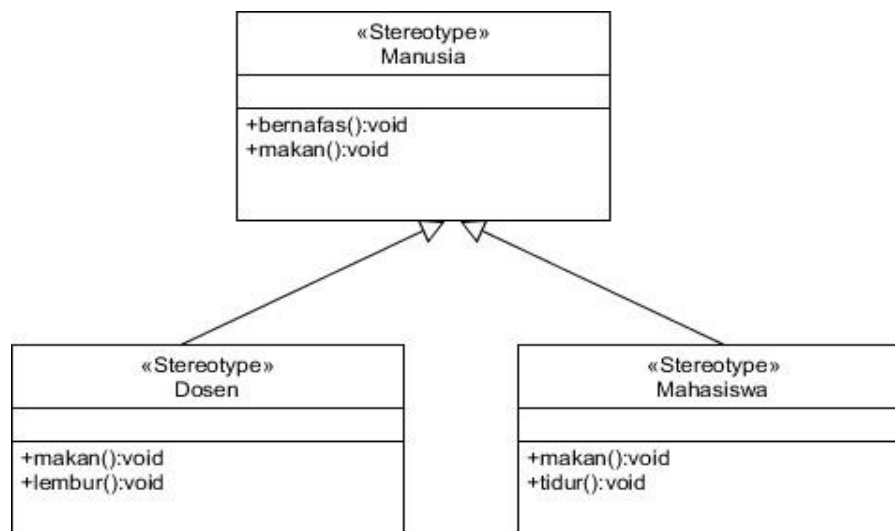 «Stereotype»
Manusia
+bernafas():void
+makan():void
«Stereotype»
Dosen
+makan():void
+lembur():void
«Stereotype»
Mahasiswa
+makan():void
+tidur():void